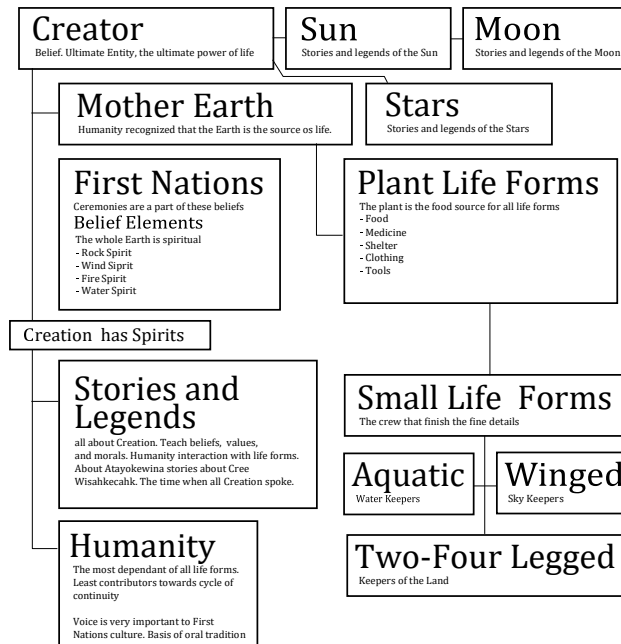 Creator
Belief. Ultimate Entity, the ultimate power of life
Sun
Stories and legends of the Sun
Moon
Stories and legends of the Moon
Mother Earth
Humanity recognized that the Earth is the source os life.
Stars
Stories and legends of the Stars
First Nations
Ceremonies are a part of these beliefs
Belief Elements
The whole Earth is spiritual
- Rock Spirit
- Wind Siprit
- Fire Spirit
- Water Spirit
Plant Life Forms
The plant is the food source for all life forms
- Food
- Medicine
- Shelter
- Clothing
- Tools
Creation has Spirits
Stories and
Legends
all about Creation. Teach beliefs, values,
and morals. Humanity interaction with life forms.
About Atayokewina stories about Cree
Wisahkecahk. The time when all Creation spoke.
Small Life Forms
The crew that finish the fine details
Aquatic
Water Keepers
Winged
Sky Keepers
Two-Four Legged
Keepers of the Land
Humanity
The most dependant of all life forms.
Least contributors towards cycle of
continuity
Voice is very important to First
Nations culture. Basis of oral tradition